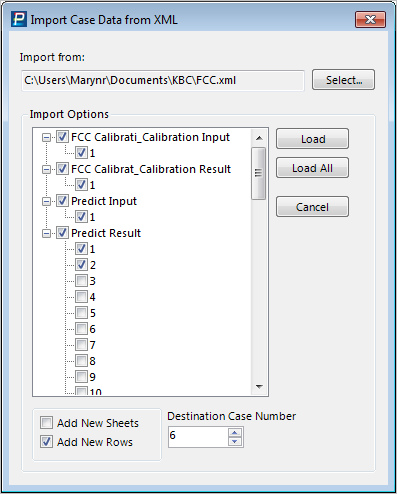 Import Case Data from XML
Import from:
C:\Users\Marynr\Documents\KBC\FCC.xml
Select...
Import Options
FCC Calibrati_Calibration Input
1
FCC Calibrat_Calibration Result
1
Predict Input
1
Predict Result
1
2
3
4
5
6
7
8
9
10
Load
Load All
Cancel
Add New Sheets
Add New Rows
Destination Case Number
6